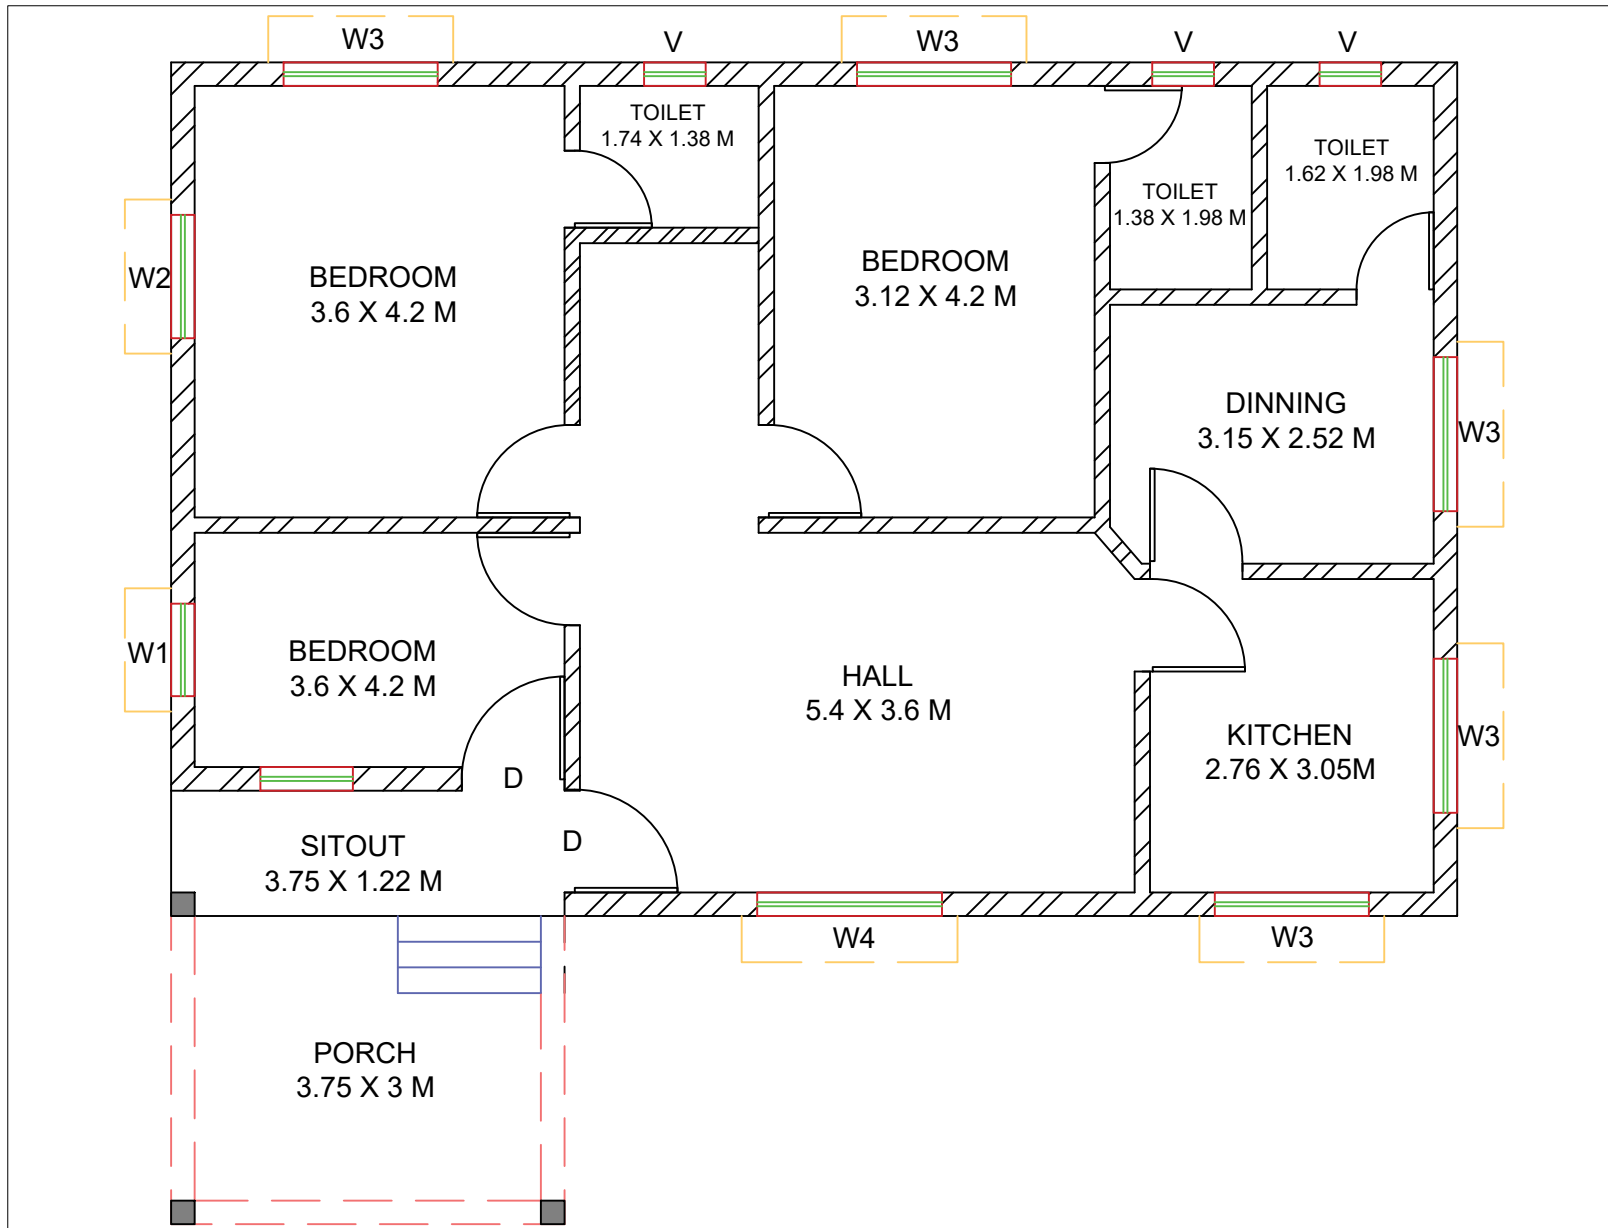 W3
V
W3
V
V
TOILET
1.74 X 1.38 M
TOILET
1.62 X 1.98 M
TOILET
1.38 X 1.98 M
BEDROOM
3.6 X 4.2 M
BEDROOM
3.12 X 4.2 M
W2
DINNING
3.15 X 2.52 M
W3
W1
BEDROOM
3.6 X 4.2 M
HALL
5.4 X 3.6 M
KITCHEN
2.76 X 3.05M
W3
D
D
SITOUT
3.75 X 1.22 M
W4
W3
PORCH
3.75 X 3 M